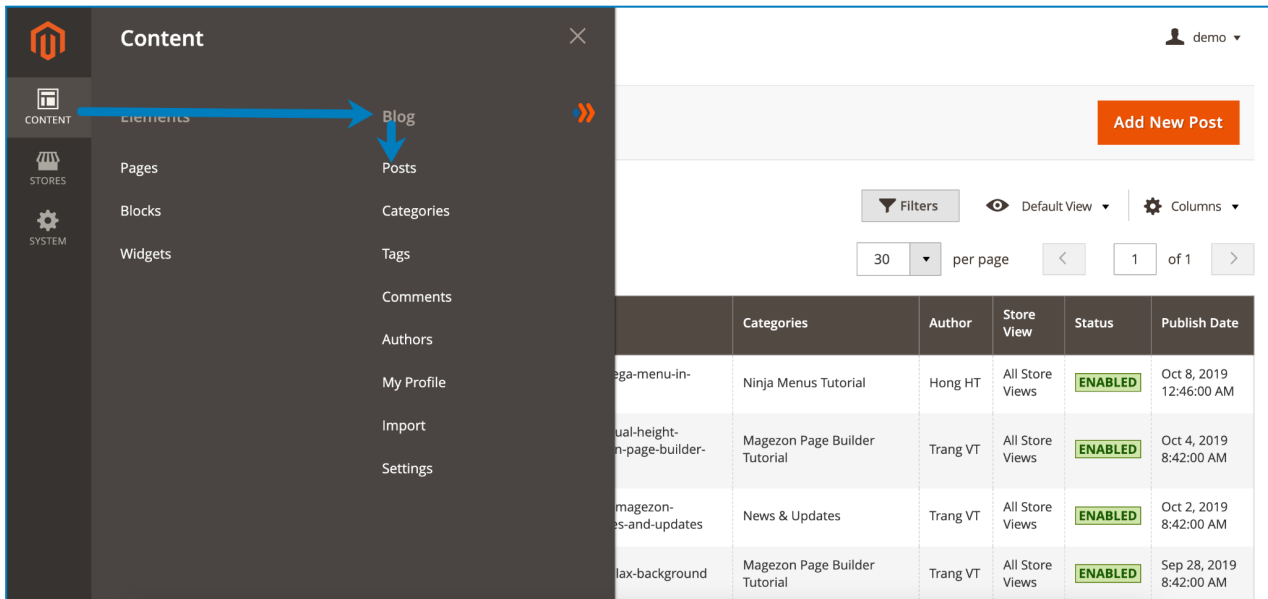 Content
demo
CONTENT
Elements
Blog
Add New Post
STORES
Pages
Posts
Filters
Default View
Columns
Blocks
Categories
SYSTEM
Widgets
Tags
30
per page
1
of 1
Comments
Authors
My Profile
Import
Settings
Categories
Author
Store
View
Status
Publish Date
ega-menu-in-
Ninja Menus Tutorial
Hong HT
All Store
Views
ENABLED
Oct 8, 2019
12:46:00 AM
ual-height-
n-page-builder-
Magezon Page Builder
Tutorial
Trang VT
All Store
Views
ENABLED
Oct 4, 2019
8:42:00 AM
magezon-
es-and-updates
News & Updates
Trang VT
All Store
Views
ENABLED
Oct 2, 2019
8:42:00 AM
lax-background
Magezon Page Builder
Tutorial
Trang VT
All Store
Views
ENABLED
Sep 28, 2019
8:42:00 AM